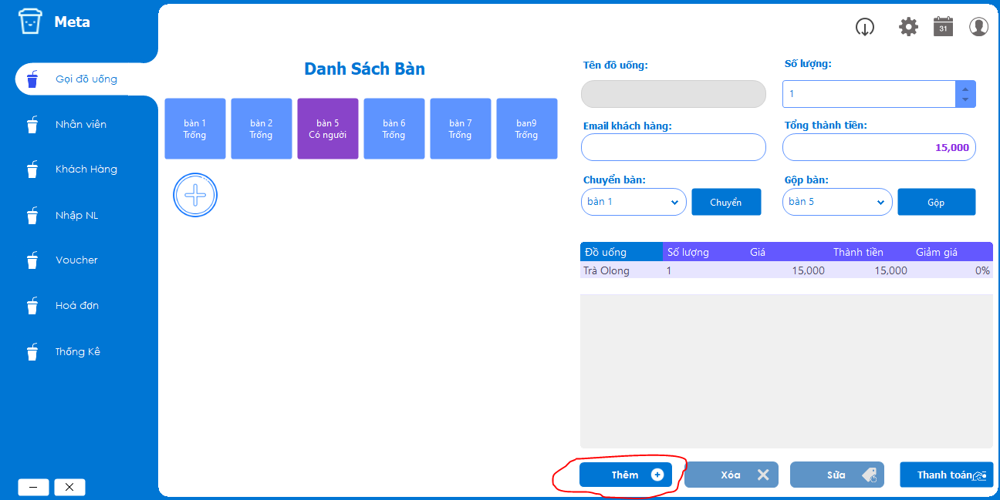 Meta
Gọi đồ uống
Nhân viên
Khách Hàng
Nhập NL
Voucher
Hoá đơn
Thống Kê
Danh Sách Bàn
bàn 1
Trống
bàn 2
Trống
bàn 5
Có người
bàn 6
Trống
bàn 7
Trống
ban9
Trống
31
Tên đồ uống:
Số lượng:
1
Email khách hàng:
Tổng thành tiền:
15,000
Chuyển bàn:
Gộp bàn:
bàn 1
Chuyển
bàn 5
Gộp
Đồ uống Số lượng Giá Thành tiền Giảm giá
Trà Olong 1 15,000 15,000 0%
Thêm
Xóa
Sửa
Thanh toán